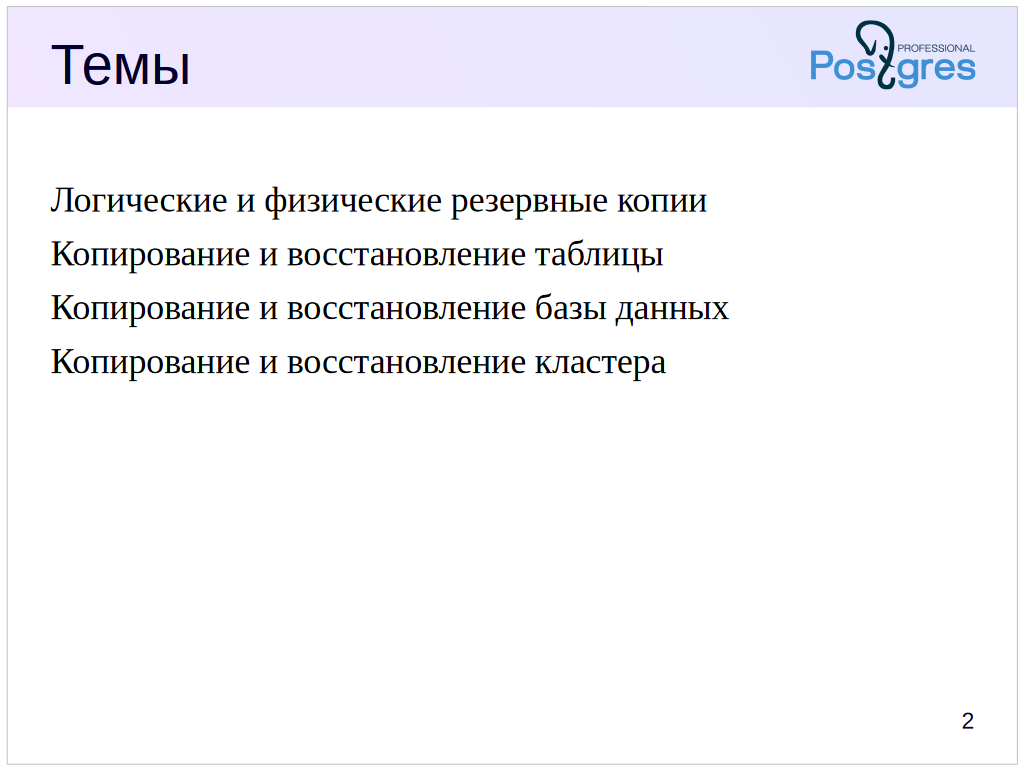 Темы
PROFESSIONAL
Postgres
Логические и физические резервные копии
Копирование и восстановление таблицы
Копирование и восстановление базы данных
Копирование и восстановление кластера
2